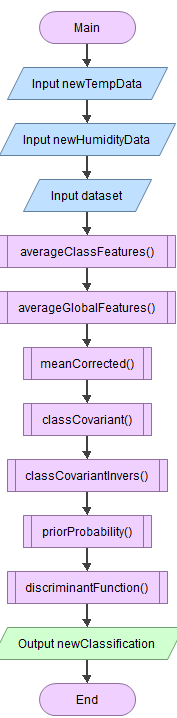 Main
Input newTempData
Input newHumidityData
Input dataset
averageClassFeatures()
averageGlobalFeatures()
meanCorrected()
classCovariant()
classCovariantInvers()
priorProbability()
discriminantFunction()
Output newClassification
End